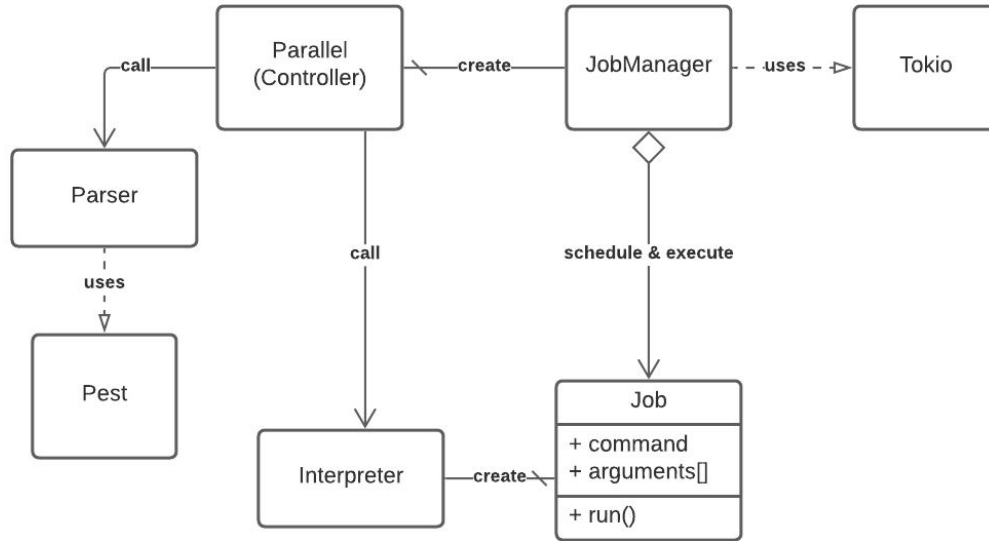 Parallel
(Controller)
call
create
JobManager
uses
Tokio
Parser
uses
call
schedule & execute
Pest
Job
+ command
+ arguments[]
+ run()
Interpreter
create